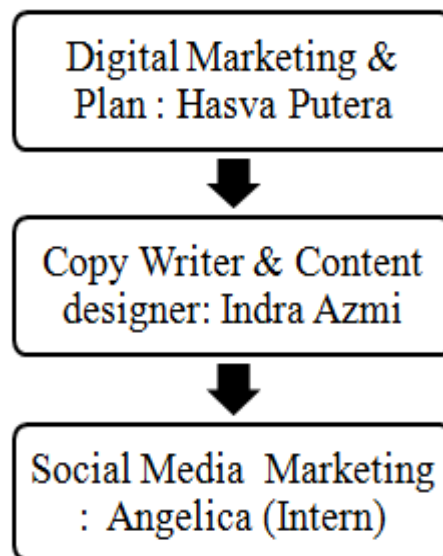 Digital Marketing &
Plan : Hasva Putera
Copy Writer & Content
designer: Indra Azmi
Social Media Marketing
: Angelica (Intern)